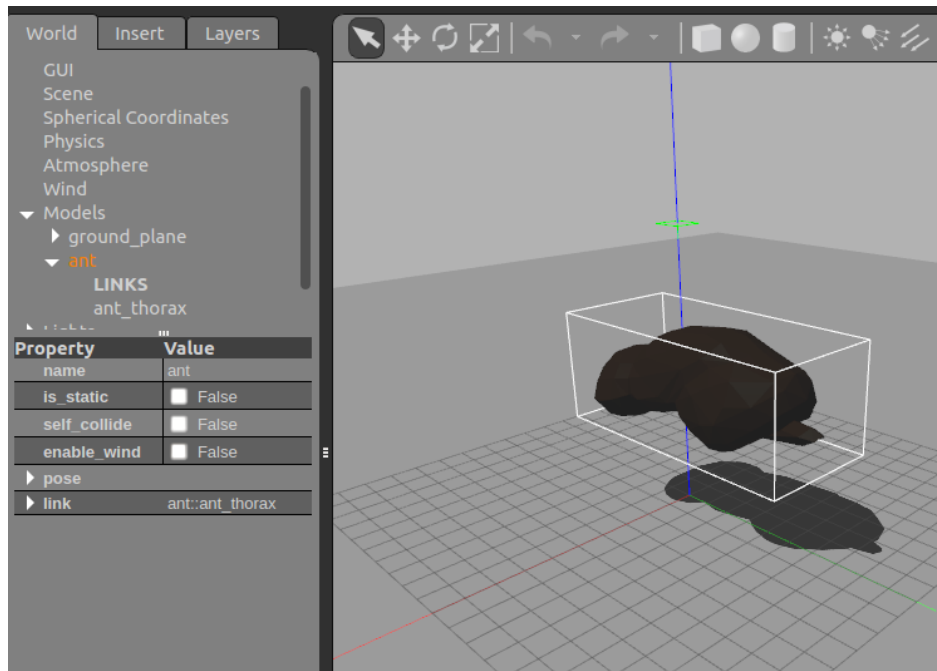 World Insert Layers
GUI
Scene
Spherical Coordinates
Physics
Atmosphere
Wind
Models
ground_plane
ant
LINKS
ant_thorax
Property Value
name ant
is_static False
self_collide False
enable_wind False
pose
link ant::ant_thorax